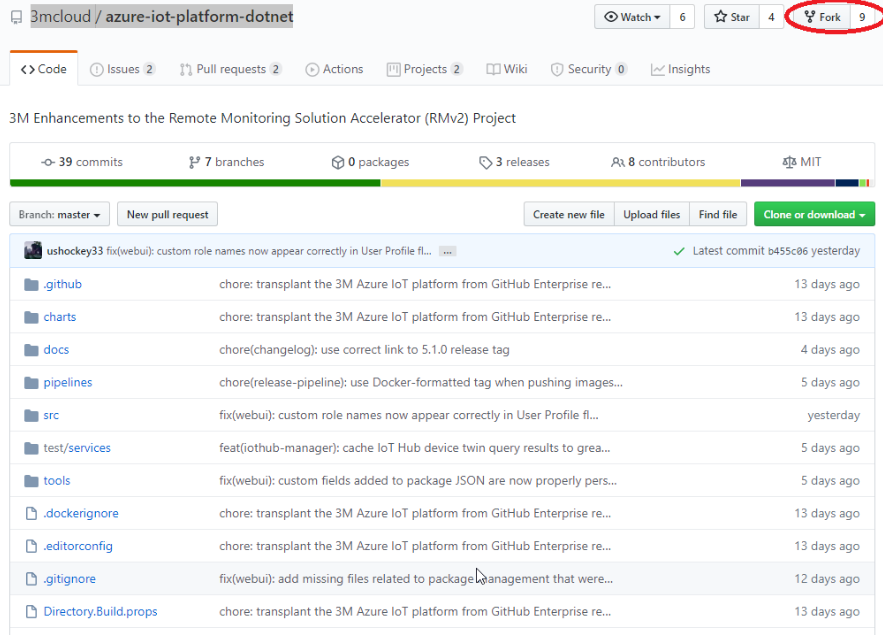 3mcloud / azure-iot-platform-dotnet Watch 6 Star 4 Fork 9
Code Issues 2 Pull requests 2 Actions Projects 2 Wiki Security 0 Insights
3M Enhancements to the Remote Monitoring Solution Accelerator (RMv2) Project
39 commits 7 branches 0 packages 3 releases 8 contributors MIT
Branch: master New pull request Create new file Upload files Find file Clone or download
ushockey33 fix(webui): custom role names now appear correctly in User Profile fl... ... Latest commit b455c06 yesterday
.github chore: transplant the 3M Azure IoT platform from GitHub Enterprise re... 13 days ago
charts chore: transplant the 3M Azure IoT platform from GitHub Enterprise re... 13 days ago
docs chore(changelog): use correct link to 5.1.0 release tag 4 days ago
pipelines chore(release-pipeline): use Docker-formatted tag when pushing images... 5 days ago
src fix(webui): custom role names now appear correctly in User Profile fl... yesterday
test/services feat(iothub-manager): cache IoT Hub device twin query results to grea... 5 days ago
tools fix(webui): custom fields added to package JSON are now properly pers... 5 days ago
.dockerignore chore: transplant the 3M Azure IoT platform from GitHub Enterprise re... 13 days ago
.editorconfig chore: transplant the 3M Azure IoT platform from GitHub Enterprise re... 13 days ago
.gitignore fix(webui): add missing files related to package management that were... 12 days ago
Directory.Build.props chore: transplant the 3M Azure IoT platform from GitHub Enterprise re... 13 days ago